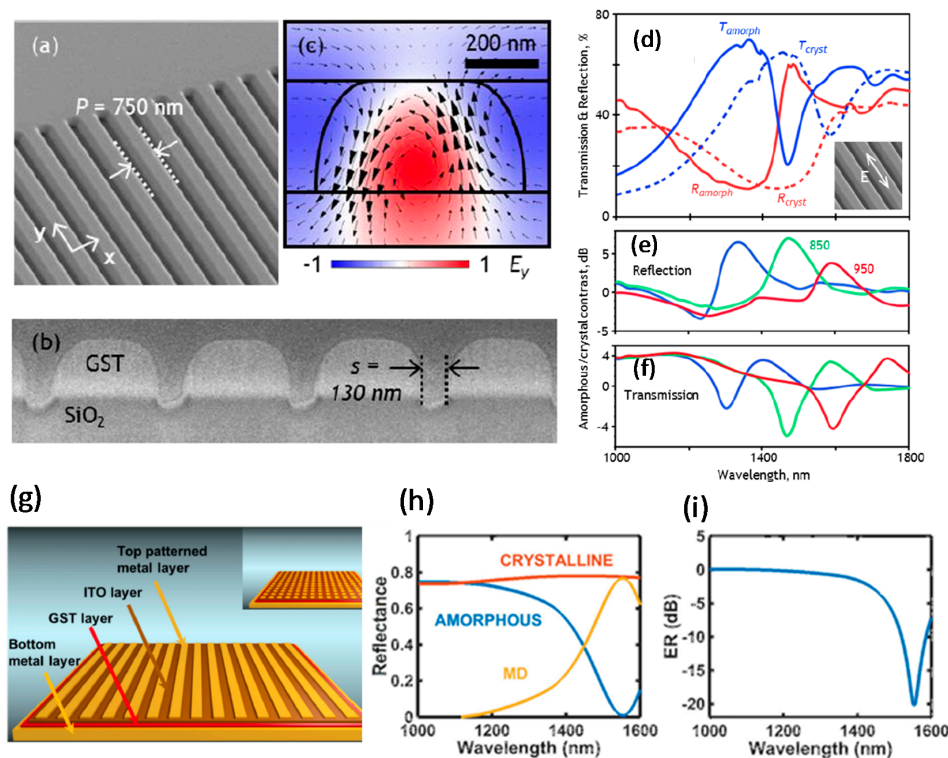 (a)
P = 750 nm
y
x
(b)
GST
s =
130 nm
SiO2
(c)
200 nm
-1
1
Ey
(d)
Transmission & Reflection, %
80
40
0
Tamorph
Tcryst
Ramorph
Rcryst
E
(e)
Amorphous/crystal contrast, dB
5
0
-5
Reflection
850
950
(f)
4
0
-4
Transmission
1000
1400
1800
Wavelength, nm
(g)
Top patterned
metal layer
ITO layer
GST layer
Bottom
metal layer
(h)
Reflectance
1
0.8
0.6
0.4
0.2
0
CRYSTALLINE
AMORPHOUS
MD
1000
1200
1400
1600
Wavelength (nm)
(i)
ER (dB)
5
0
-5
-10
-15
-20
1000
1200
1400
1600
Wavelength (nm)